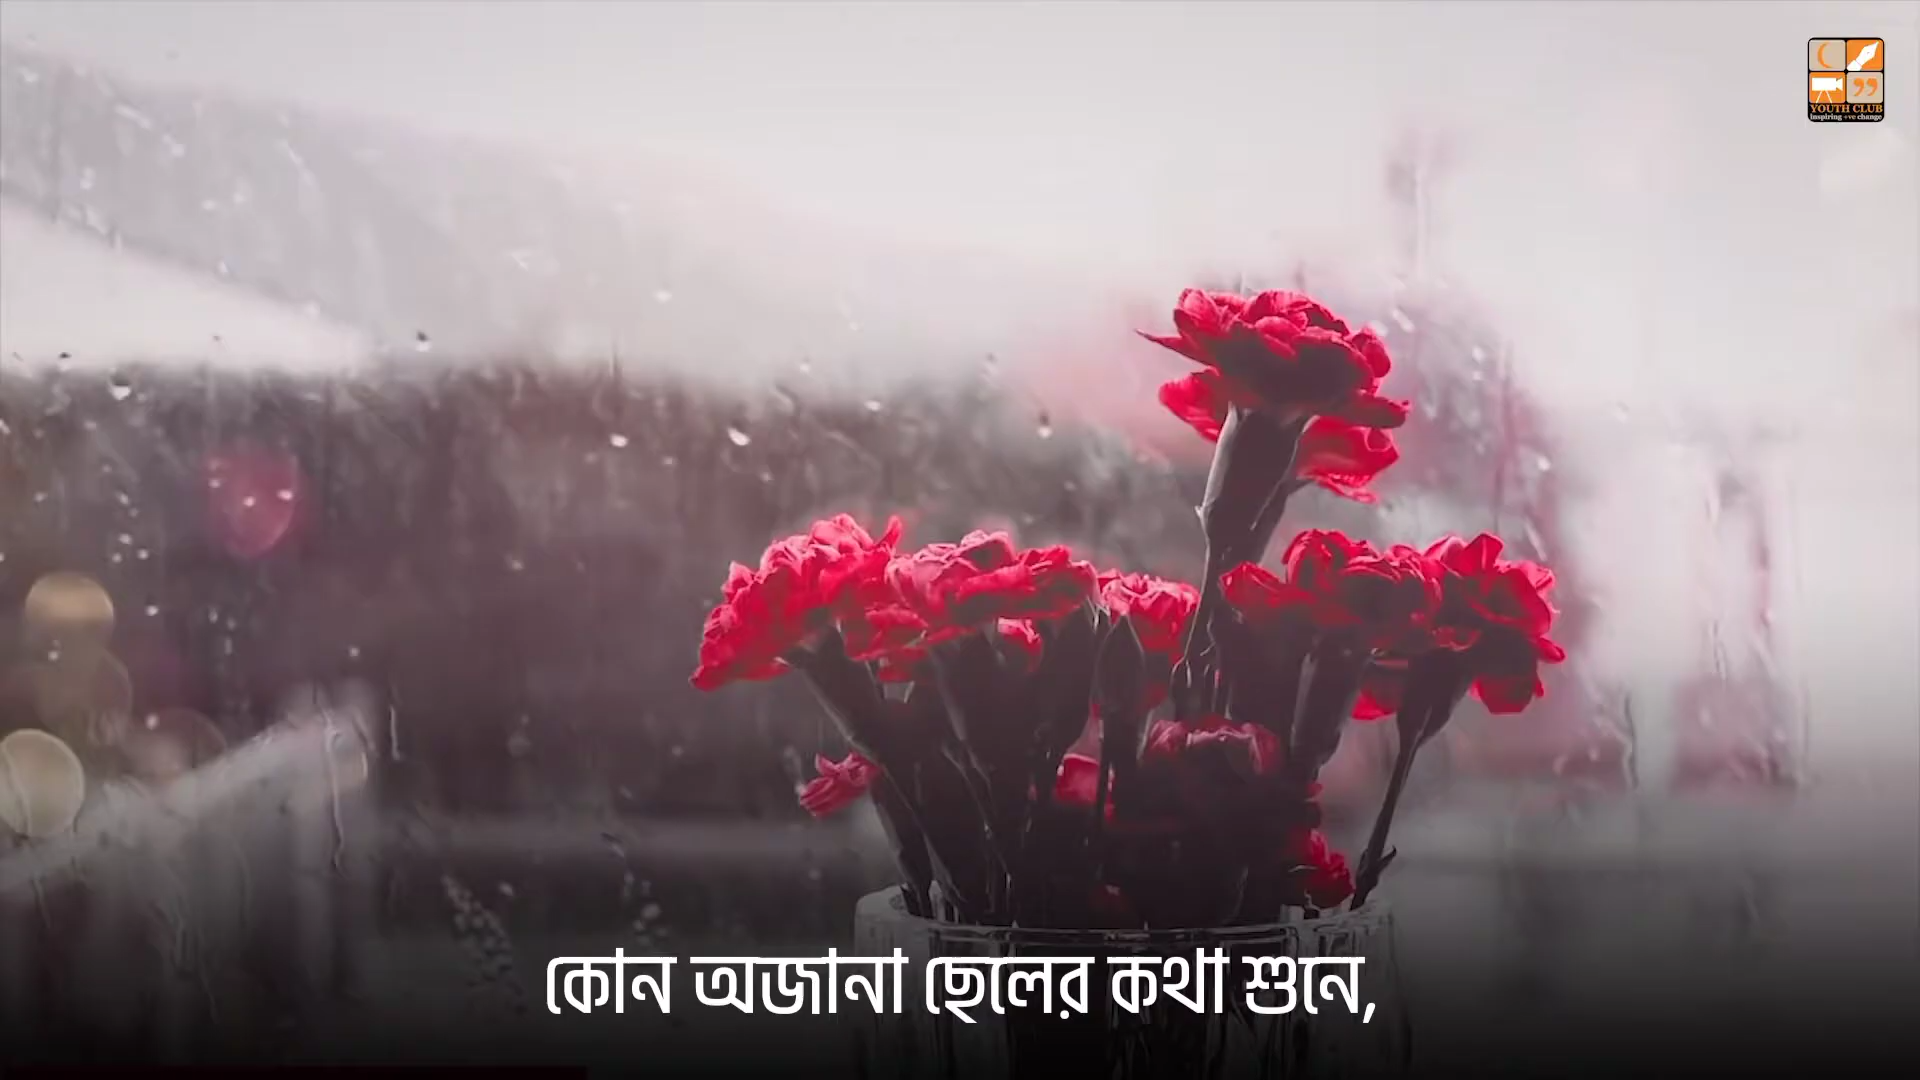 YOUTH CLUB
Inspiring +ve change
কোন অজানা ছেলের কথা শুনে,